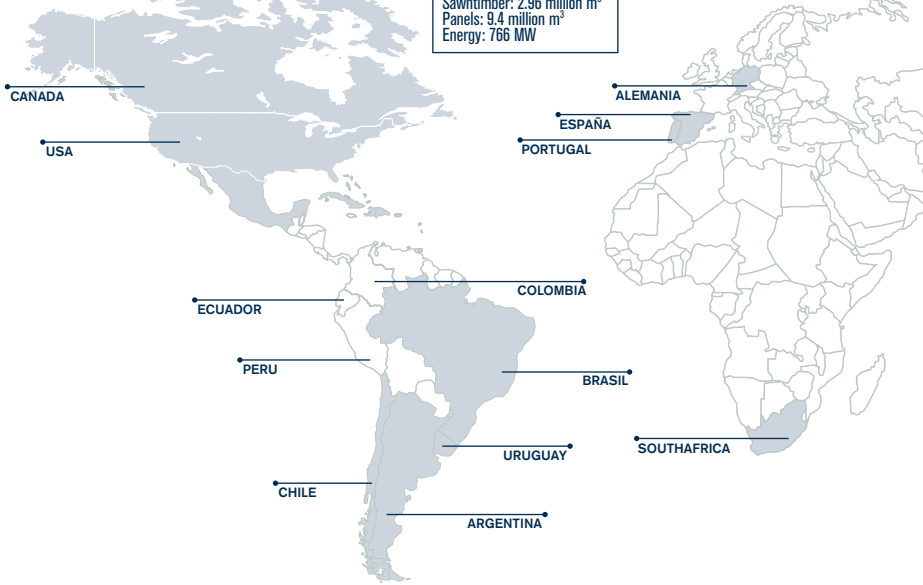 Sawntimber: 2.96 million m³
Panels: 9.4 million m³
Energy: 766 MW
CANADA
ALEMANIA
ESPAÑA
USA
PORTUGAL
COLOMBIA
ECUADOR
PERU
BRASIL
SOUTHAFRICA
URUGUAY
CHILE
ARGENTINA